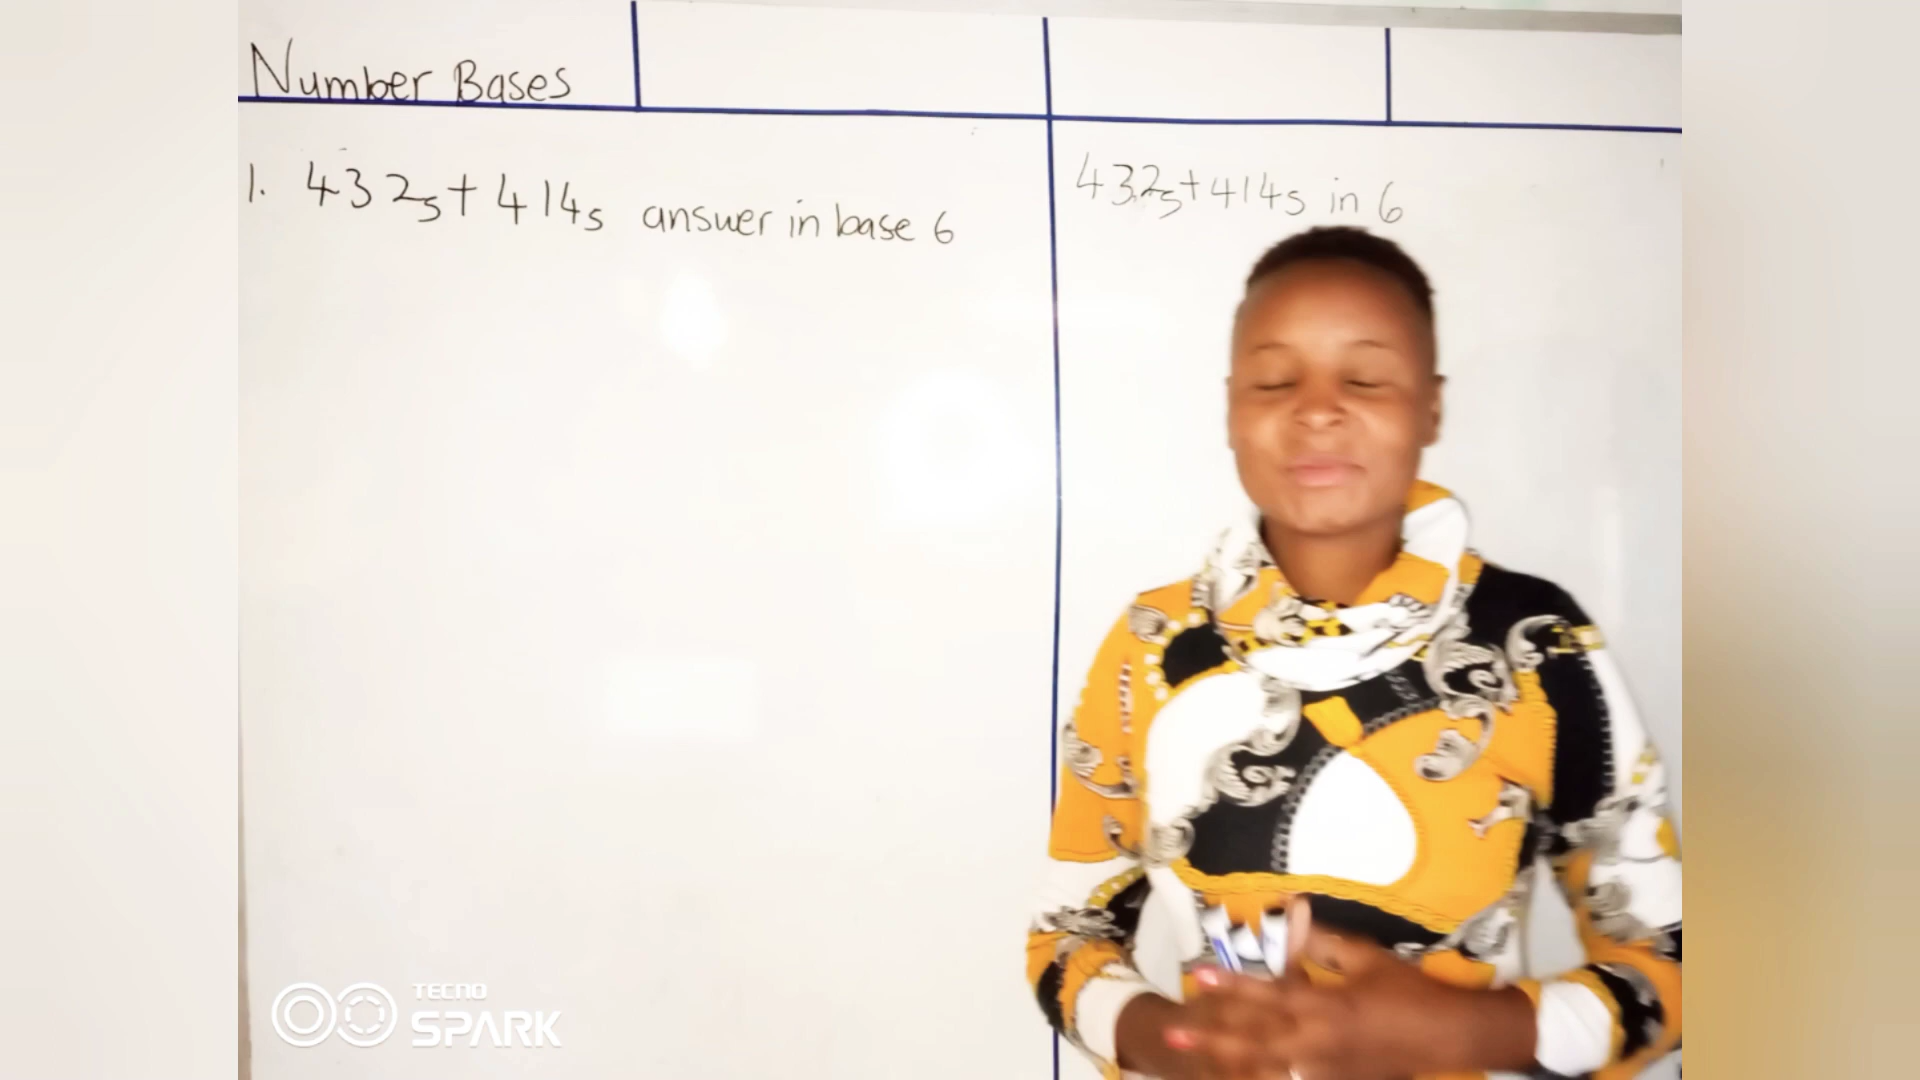 Number Bases
1. 432₅ + 414₅ answer in base 6
432₅ + 414₅ in 6
TECNO
SPARK